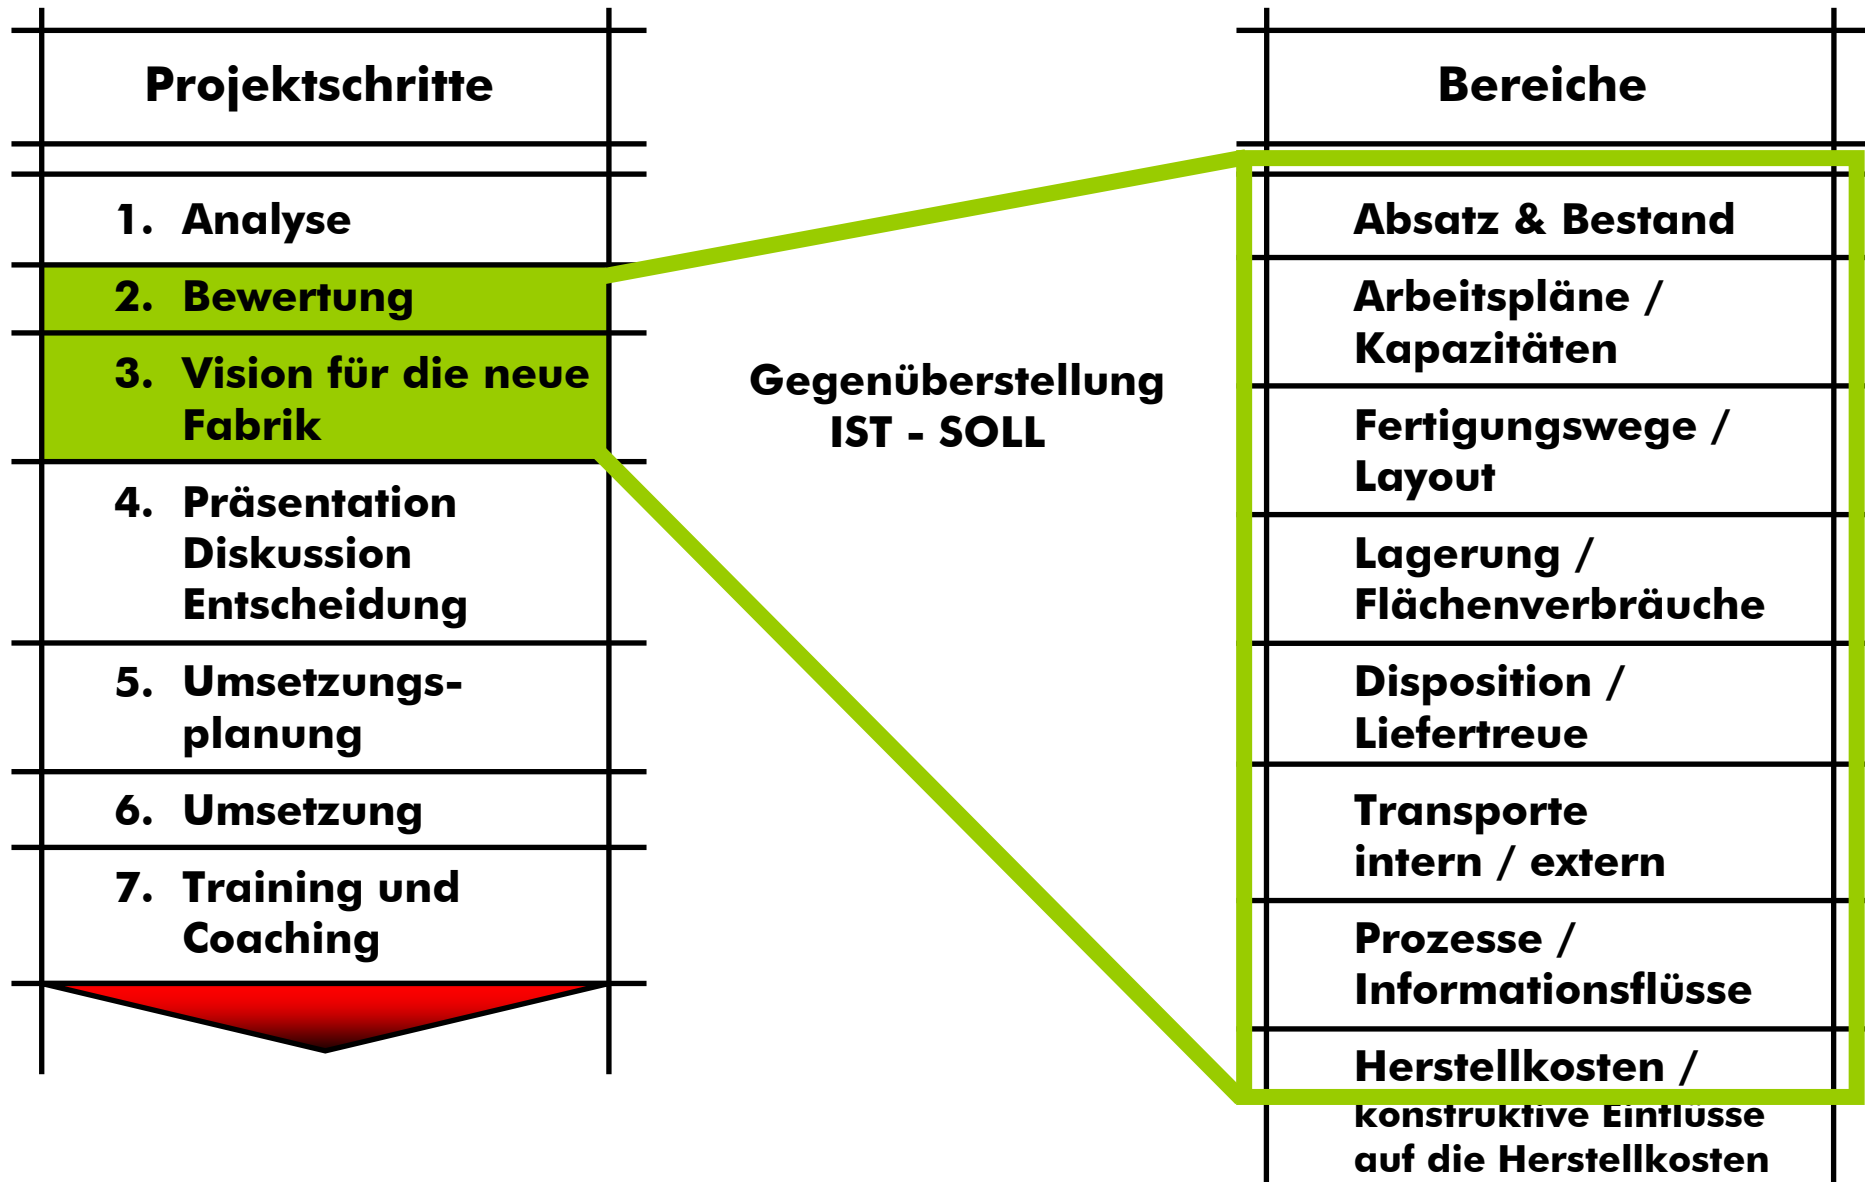 Projektschritte
1. Analyse
2. Bewertung
3. Vision für die neue
Fabrik
4. Präsentation
Diskussion
Entscheidung
5. Umsetzungs-
planung
6. Umsetzung
7. Training und
Coaching
Gegenüberstellung
IST - SOLL
Bereiche
Absatz & Bestand
Arbeitspläne /
Kapazitäten
Fertigungswege /
Layout
Lagerung /
Flächenverbräuche
Disposition /
Liefertreue
Transporte
intern / extern
Prozesse /
Informationsflüsse
Herstellkosten /
konstruktive Einflüsse
auf die Herstellkosten